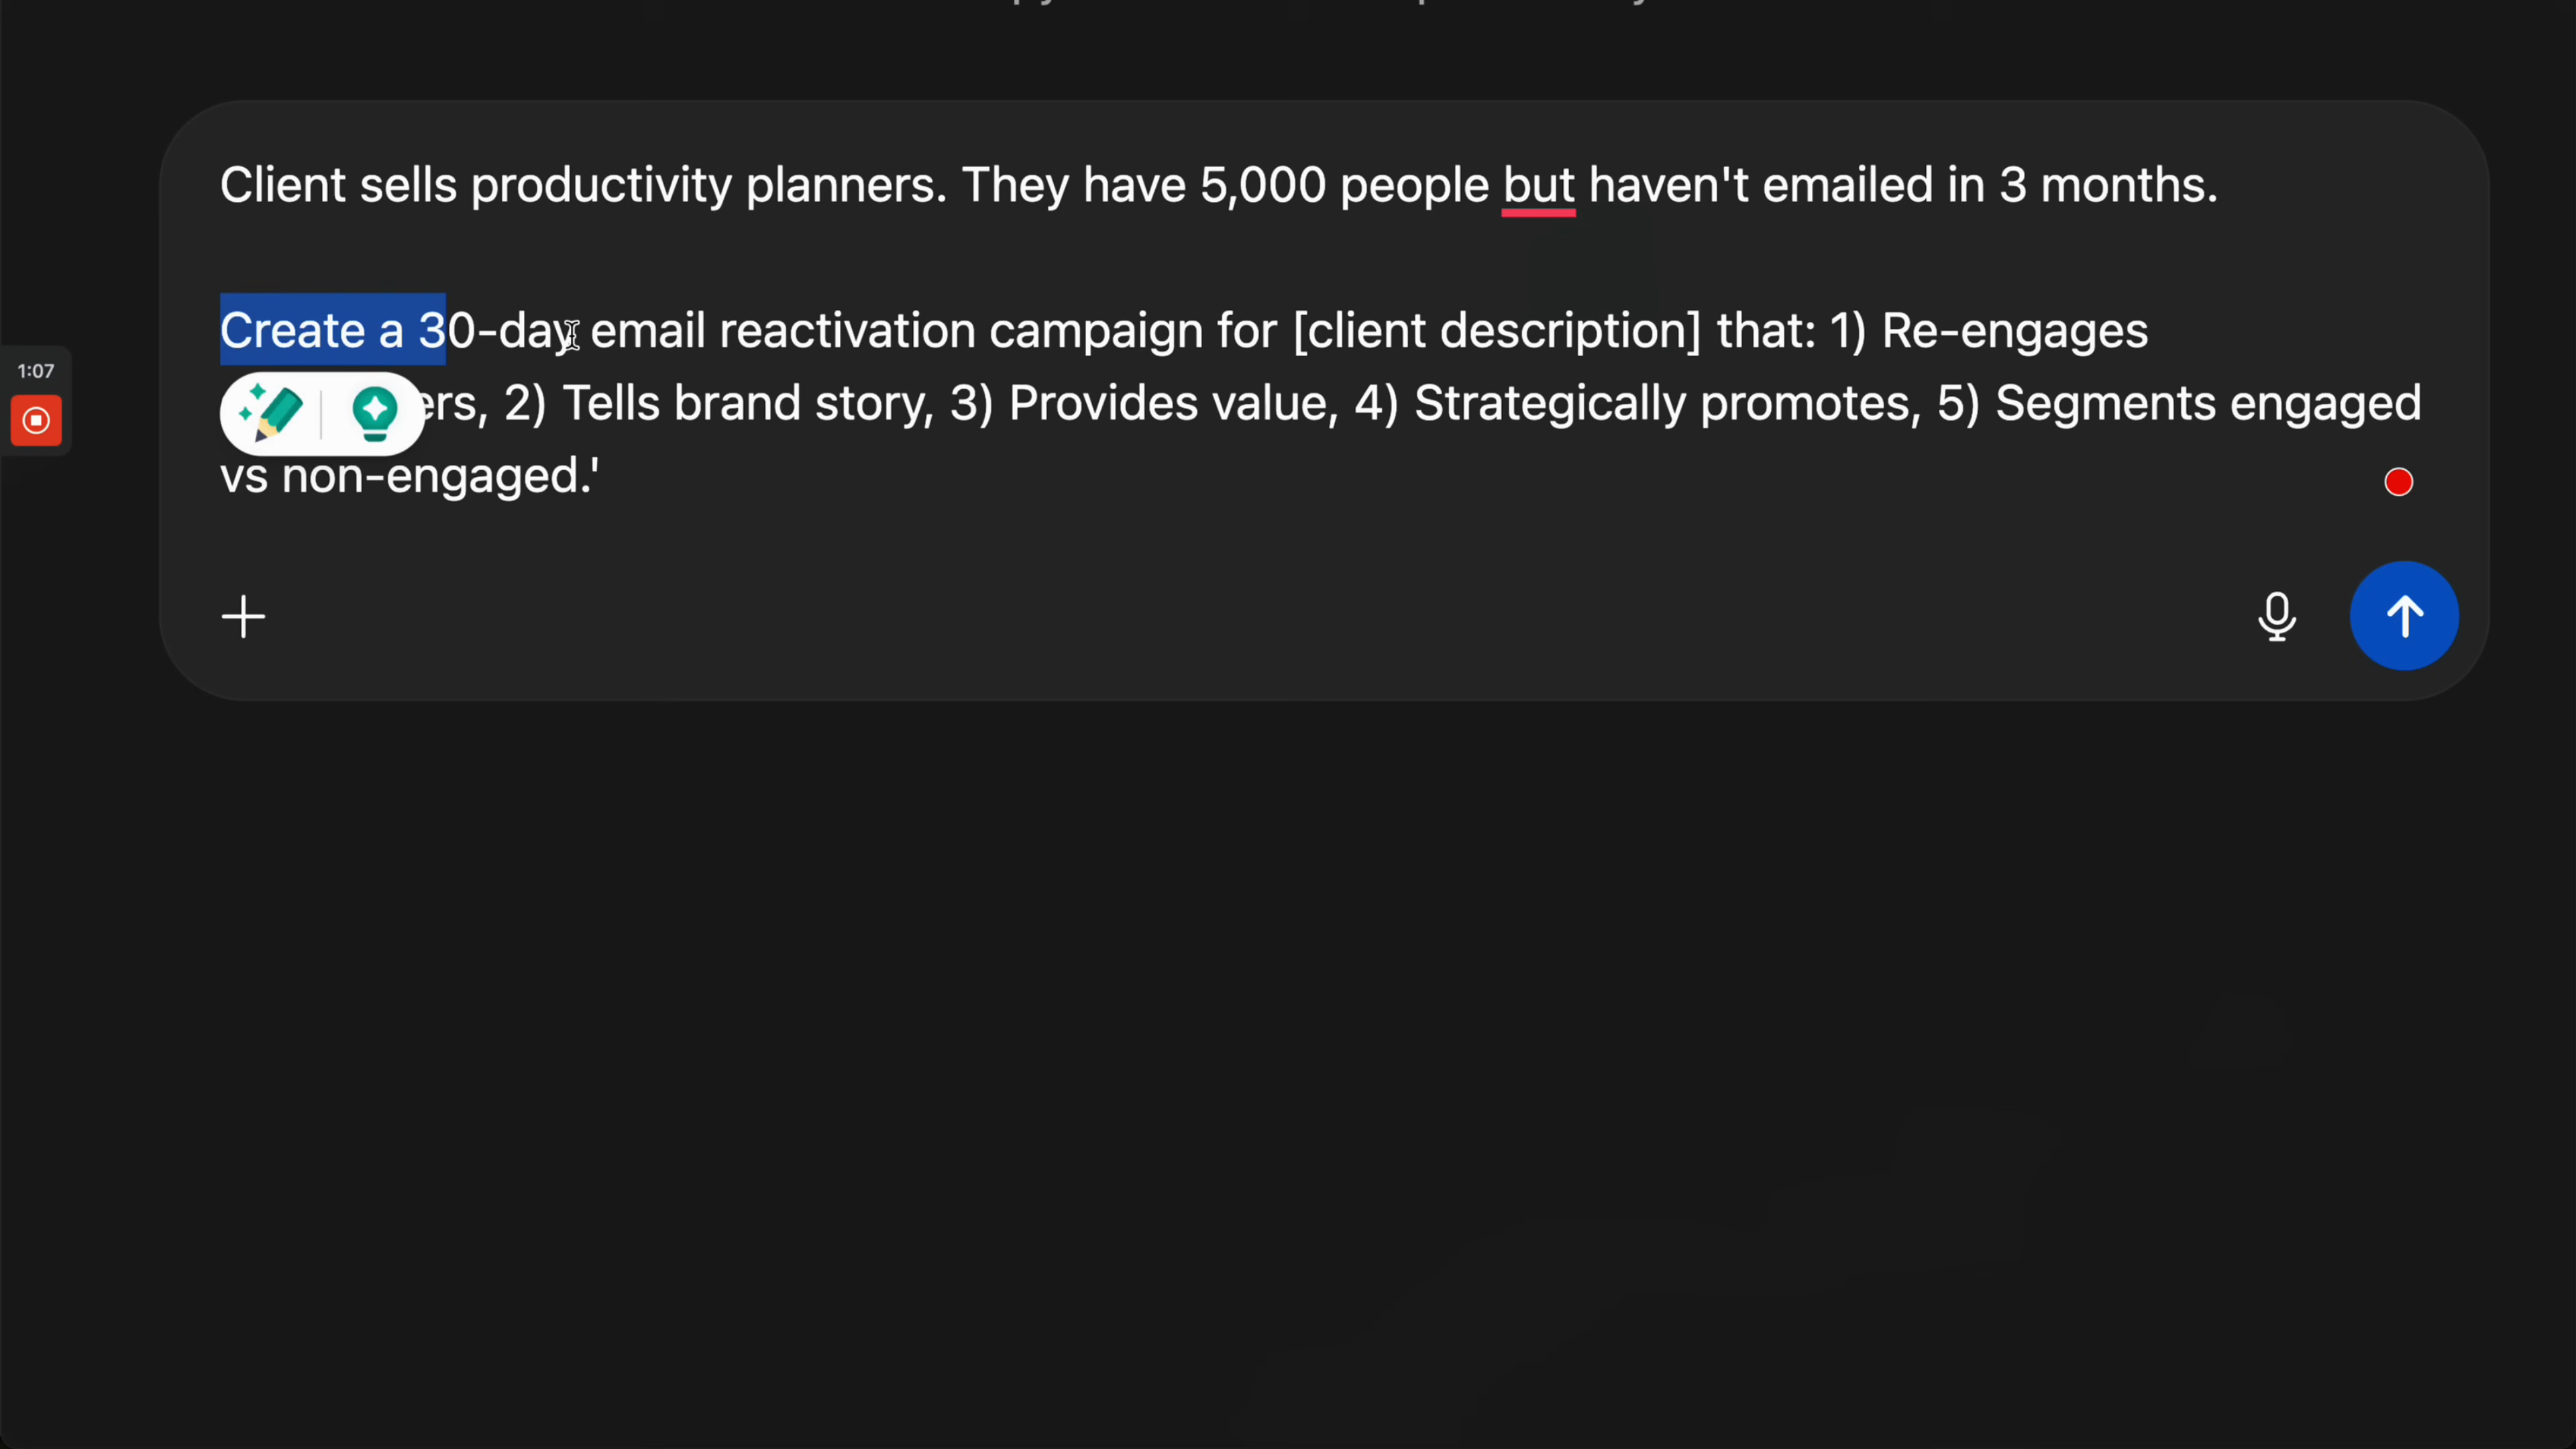 Client sells productivity planners. They have 5,000 people but haven't emailed in 3 months.
Create a 30-day email reactivation campaign for [client description] that: 1) Re-engages
1:07
ers, 2) Tells brand story, 3) Provides value, 4) Strategically promotes, 5) Segments engaged
vs non-engaged.'